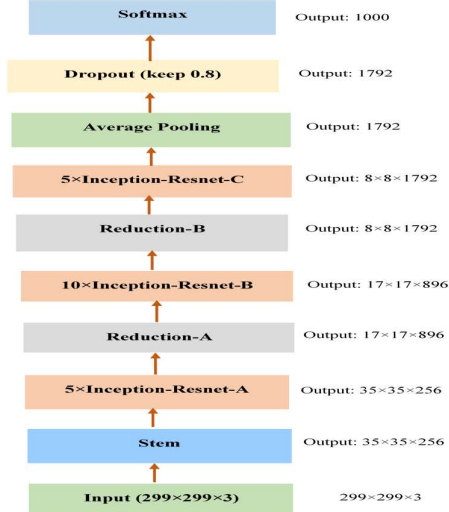 Softmax Output: 1000
Dropout (keep 0.8) Output: 1792
Average Pooling Output: 1792
5×Inception-Resnet-C Output: 8×8×1792
Reduction-B Output: 8×8×1792
10×Inception-Resnet-B Output: 17×17×896
Reduction-A Output: 17×17×896
5×Inception-Resnet-A Output: 35×35×256
Stem Output: 35×35×256
Input (299×299×3) 299×299×3